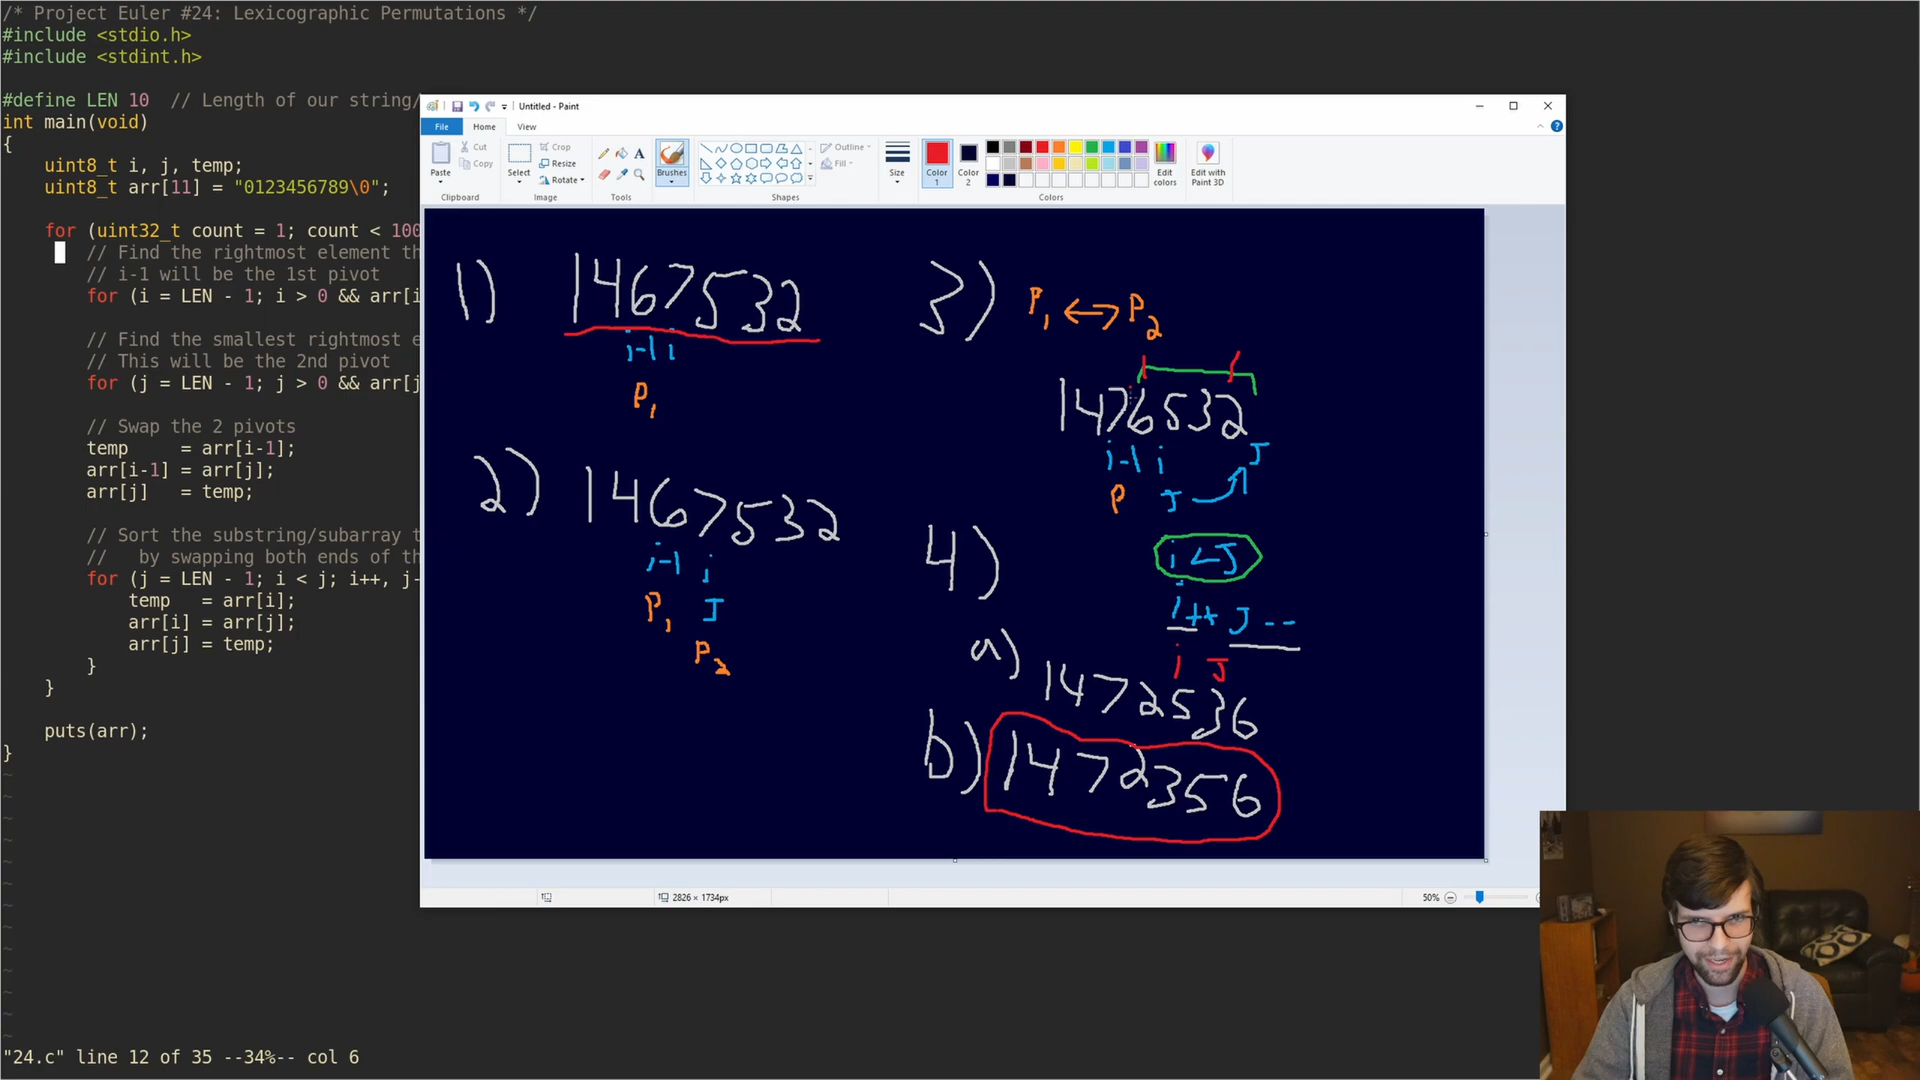 /* Project Euler #24: Lexicographic Permutations */
#include <stdio.h>
#include <stdint.h>
#define LEN 10  // Length of our string/
int main(void)
{
    uint8_t i, j, temp;
    uint8_t arr[11] = "0123456789\0";
    for (uint32_t count = 1; count < 100
        // Find the rightmost element th
        // i-1 will be the 1st pivot
        for (i = LEN - 1; i > 0 && arr[i
        // Find the smallest rightmost e
        // This will be the 2nd pivot
        for (j = LEN - 1; j > 0 && arr[j
        // Swap the 2 pivots
        temp     = arr[i-1];
        arr[i-1] = arr[j];
        arr[j]   = temp;
        // Sort the substring/subarray t
        //   by swapping both ends of th
        for (j = LEN - 1; i < j; i++, j-
            temp   = arr[i];
            arr[i] = arr[j];
            arr[j] = temp;
        }
    }
    puts(arr);
}
~
~
~
~
~
~
~
~
~
~
~
~
~
"24.c" line 12 of 35 --34%-- col 6
Untitled - Paint
File Home View
Paste
Cut
Copy
Clipboard
Select
Crop
Resize
Rotate
Image
A
Tools
Brushes
Shapes
Outline
Fill
Size
Color 1
Color 2
Edit colors
Colors
Edit with Paint 3D
1) 1467532
i-1 i
P1
2) 1467532
i-1 i
P1 J
P2
3) P1 ↔ P2
1476532
i-1 i J
P J
4) i < J
i++ J--
i J
a) 1472536
b) 1472356
2826 × 1734px
50%